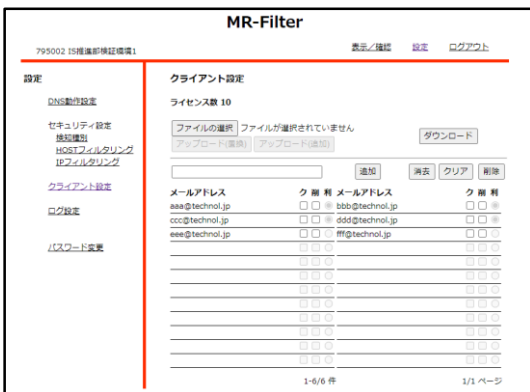 MR-Filter
795002 IS推進部検証環境1
表示／確認 設定 ログアウト
設定
DNS動作設定
セキュリティ設定
検知種別
HOSTフィルタリング
IPフィルタリング
クライアント設定
ログ設定
パスワード変更
クライアント設定
ライセンス数 10
ファイルの選択 ファイルが選択されていません
アップロード(置換) アップロード(追加)
ダウンロード
追加 消去 クリア 削除
メールアドレス ク 削 利 メールアドレス ク 削 利
aaa@technol.jp bbb@technol.jp
ccc@technol.jp ddd@technol.jp
eee@technol.jp fff@technol.jp
1-6/6 件 1/1 ページ